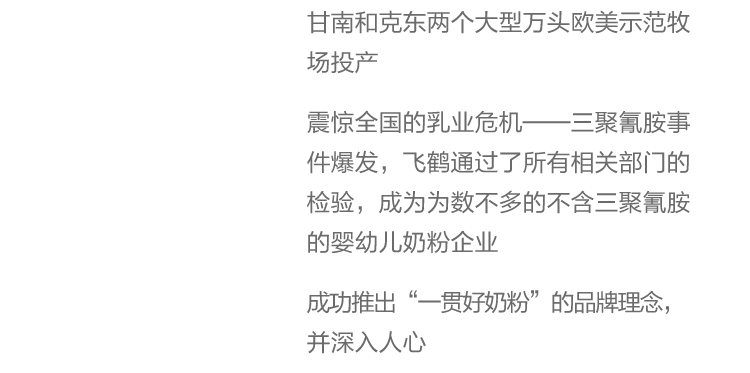 甘南和克东两个大型万头欧美示范牧
场投产
震惊全国的乳业危机——三聚氰胺事
件爆发，飞鹤通过了所有相关部门的
检验，成为为数不多的不含三聚氰胺
的婴幼儿奶粉企业
成功推出“一贯好奶粉”的品牌理念，
并深入人心